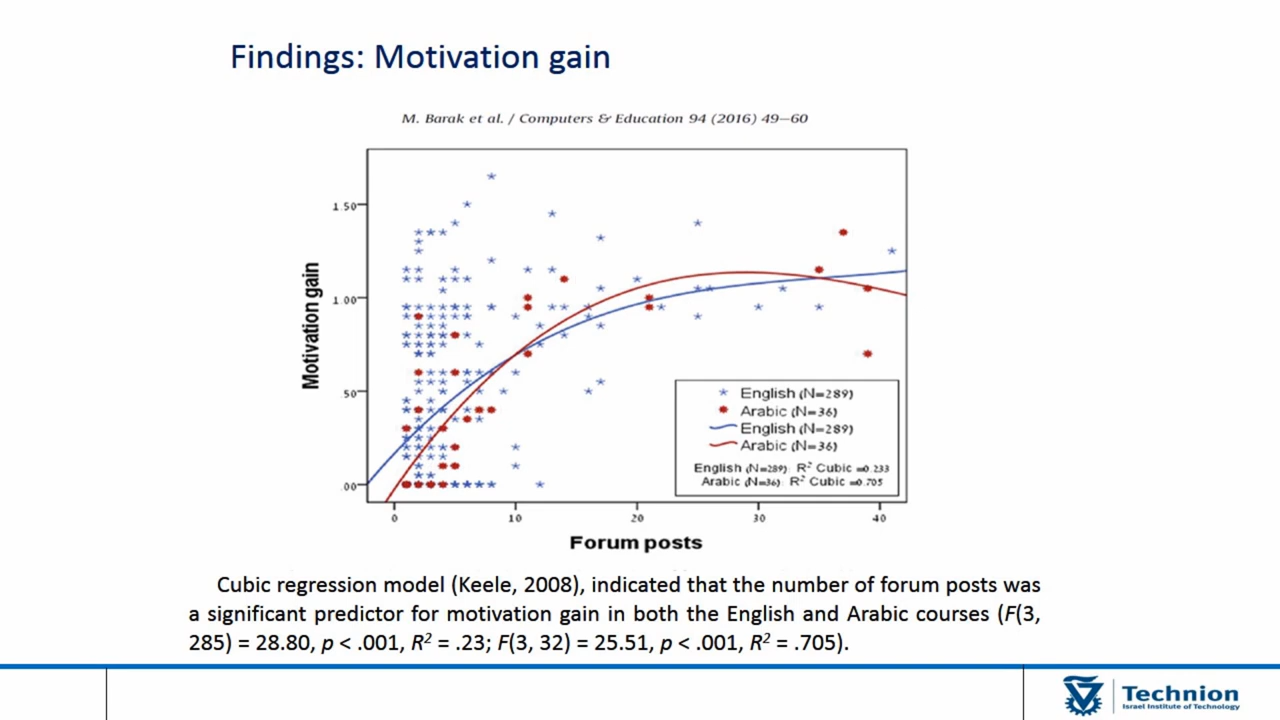 Findings: Motivation gain
M. Barak et al. / Computers & Education 94 (2016) 49–60
Motivation gain
1.50
1.00
.50
.00
0
10
20
30
40
Forum posts
English (N=289)
Arabic (N=36)
English (N=289)
Arabic (N=36)
English (N=289): R² Cubic =0.233
Arabic (N=36): R² Cubic =0.705
Cubic regression model (Keele, 2008), indicated that the number of forum posts was
a significant predictor for motivation gain in both the English and Arabic courses (F(3,
285) = 28.80, p < .001, R² = .23; F(3, 32) = 25.51, p < .001, R² = .705).
Technion
Israel Institute of Technology